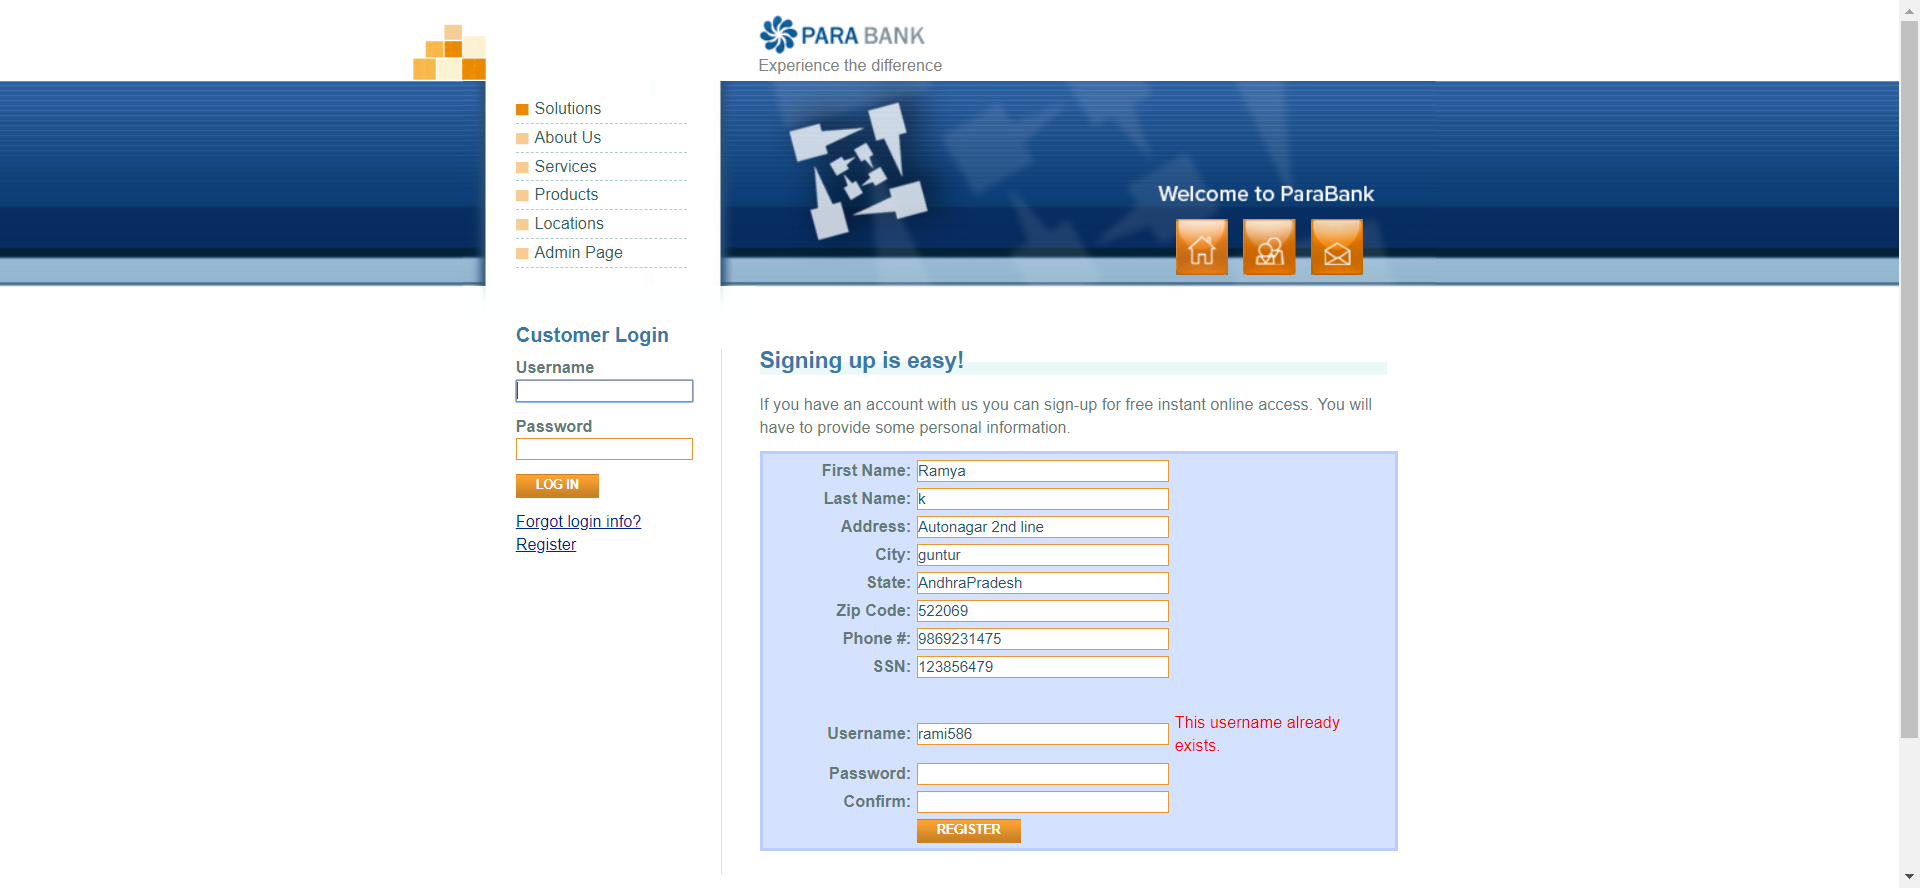 PARA BANK
Experience the difference
Solutions
About Us
Services
Products
Locations
Admin Page
Welcome to ParaBank
Customer Login
Username
Password
LOG IN
Forgot login info?
Register
Signing up is easy!
If you have an account with us you can sign-up for free instant online access. You will
have to provide some personal information.
First Name: Ramya
Last Name: k
Address: Autonagar 2nd line
City: guntur
State: AndhraPradesh
Zip Code: 522069
Phone #: 9869231475
SSN: 123856479
Username: rami586 This username already
exists.
Password:
Confirm:
REGISTER